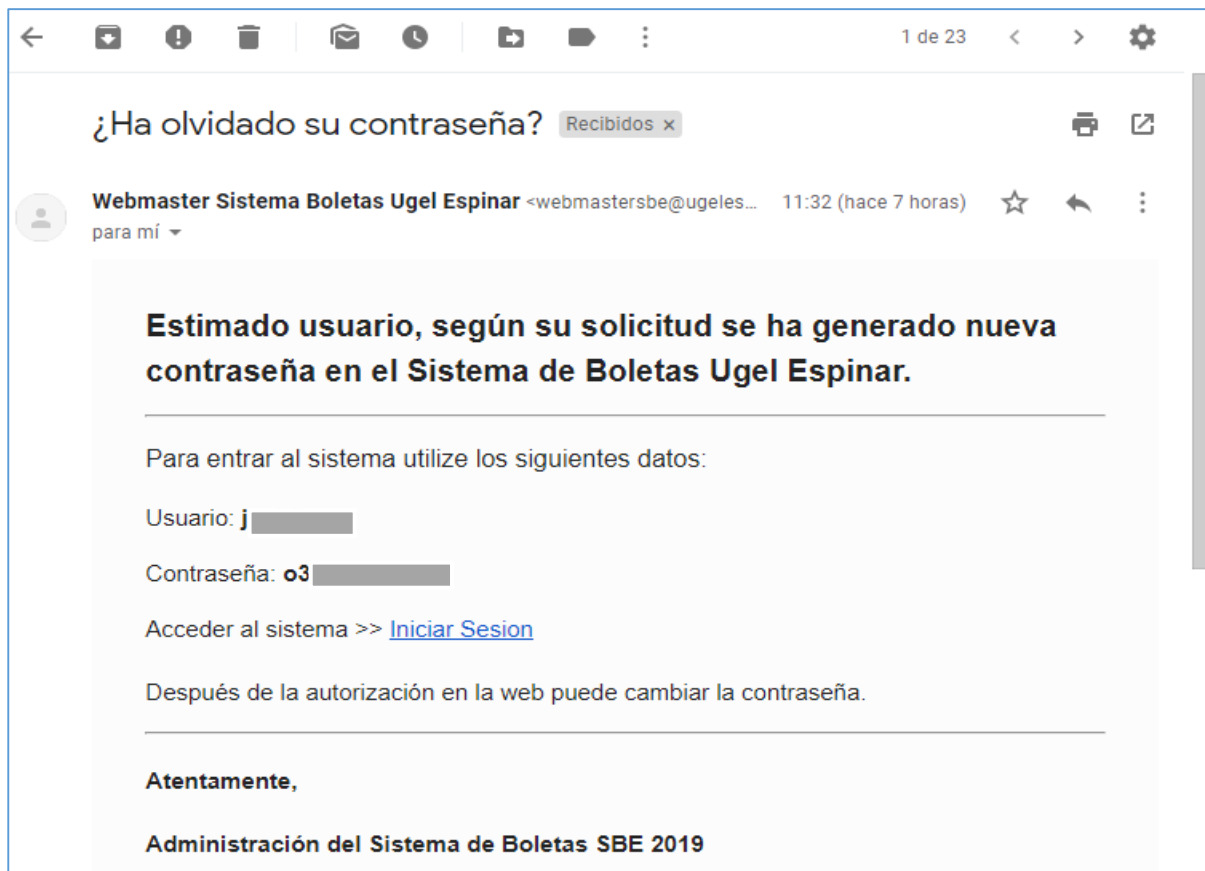 1 de 23
¿Ha olvidado su contraseña? Recibidos x
Webmaster Sistema Boletas Ugel Espinar <webmastersbe@ugeles... 11:32 (hace 7 horas)
para mí
Estimado usuario, según su solicitud se ha generado nueva
contraseña en el Sistema de Boletas Ugel Espinar.
Para entrar al sistema utilize los siguientes datos:
Usuario: j
Contraseña: o3
Acceder al sistema >> Iniciar Sesion
Después de la autorización en la web puede cambiar la contraseña.
Atentamente,
Administración del Sistema de Boletas SBE 2019